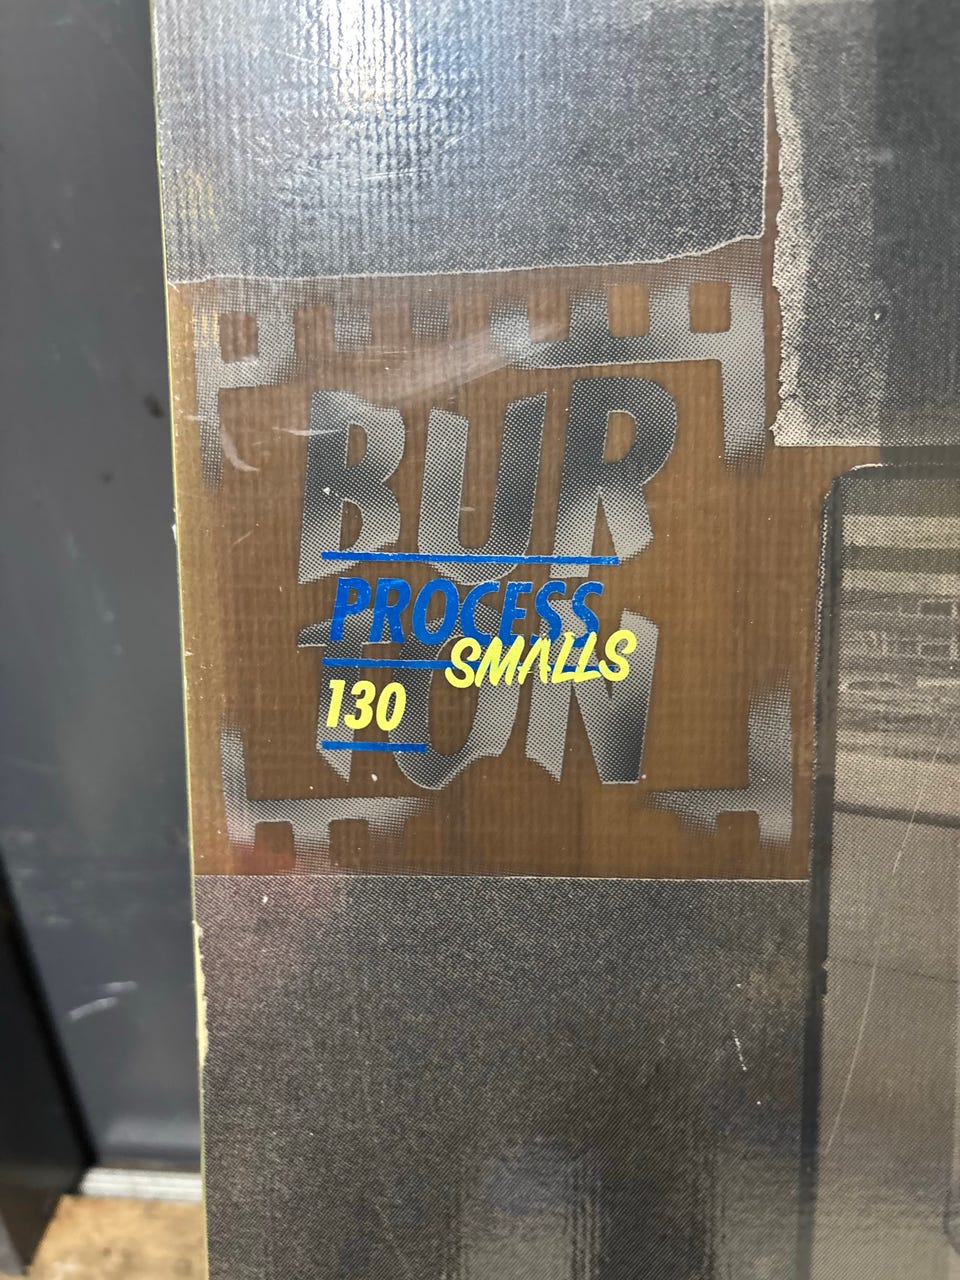 BUR
TON
PROCESS
SMALLS
130